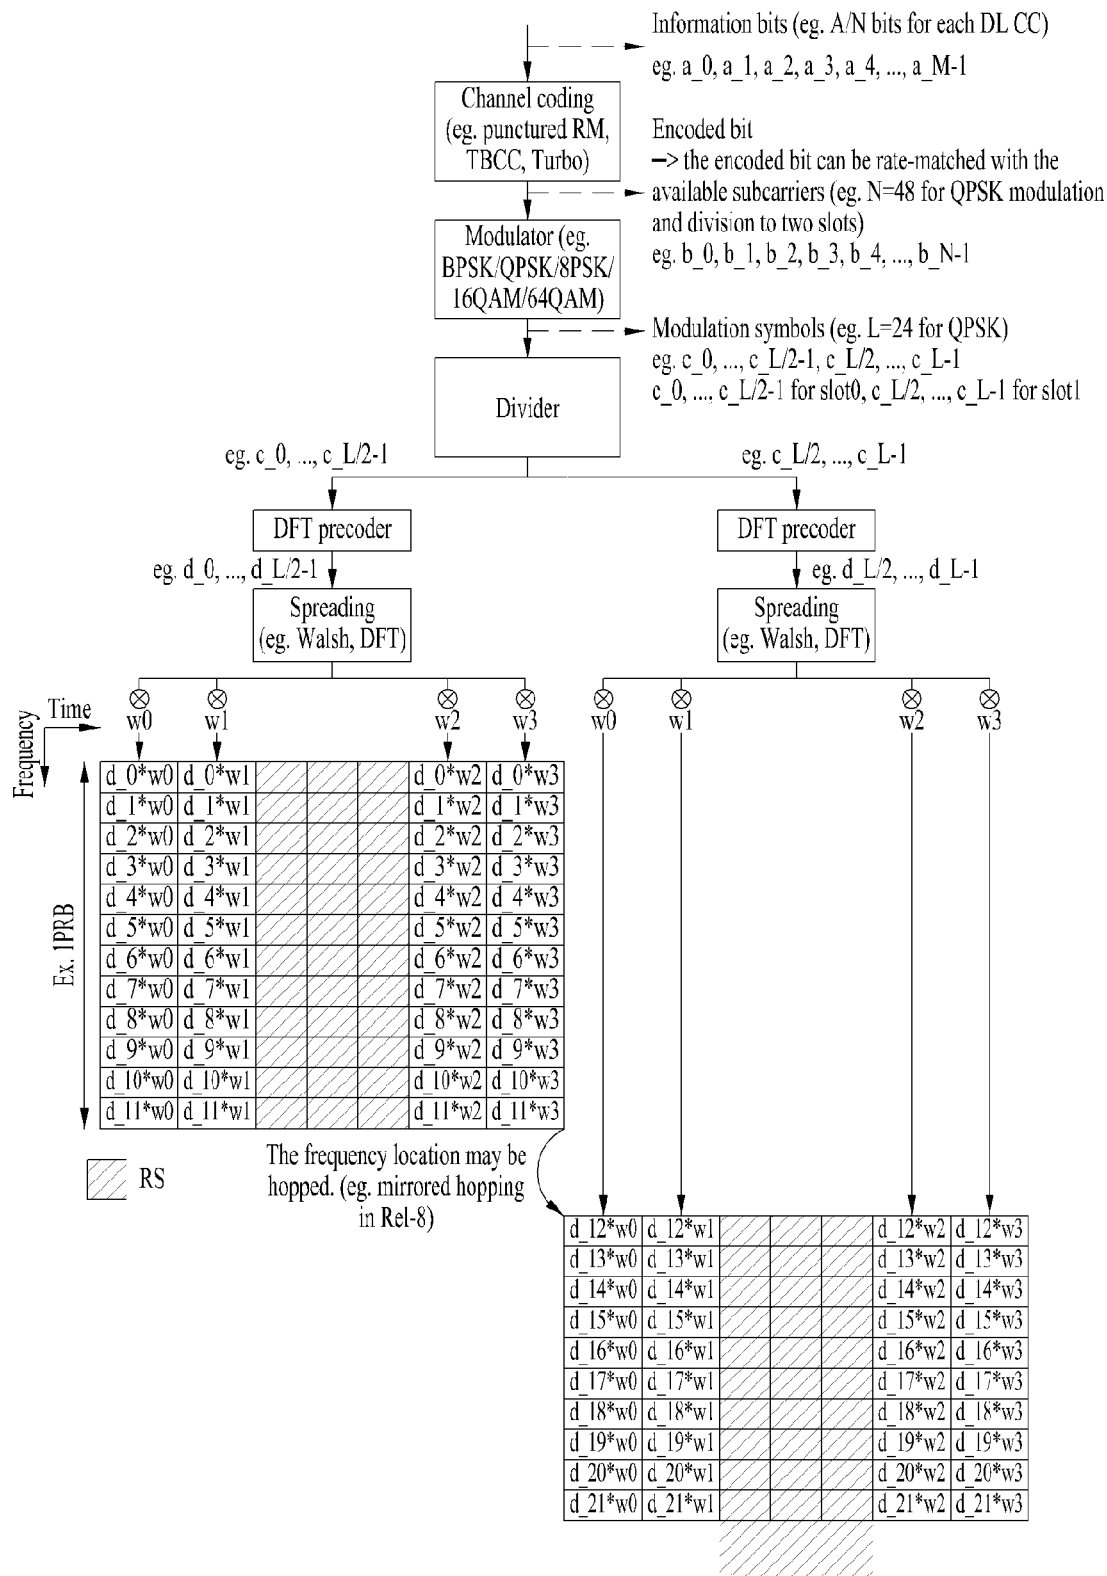 Information bits (eg. A/N bits for each DL CC)
eg. a_0, a_1, a_2, a_3, a_4, ..., a_M-1
Channel coding
(eg. punctured RM,
TBCC, Turbo)
Encoded bit
–> the encoded bit can be rate-matched with the
available subcarriers (eg. N=48 for QPSK modulation
and division to two slots)
eg. b_0, b_1, b_2, b_3, b_4, ..., b_N-1
Modulator (eg.
BPSK/QPSK/8PSK/
16QAM/64QAM)
Modulation symbols (eg. L=24 for QPSK)
eg. c_0, ..., c_L/2-1, c_L/2, ..., c_L-1
c_0, ..., c_L/2-1 for slot0, c_L/2, ..., c_L-1 for slot1
Divider
eg. c_0, ..., c_L/2-1
eg. c_L/2, ..., c_L-1
DFT precoder
DFT precoder
eg. d_0, ..., d_L/2-1
eg. d_L/2, ..., d_L-1
Spreading
(eg. Walsh, DFT)
Spreading
(eg. Walsh, DFT)
Time
Frequency
w0 w1 w2 w3
w0 w1 w2 w3
d_0*w0 d_0*w1 d_0*w2 d_0*w3
d_1*w0 d_1*w1 d_1*w2 d_1*w3
d_2*w0 d_2*w1 d_2*w2 d_2*w3
d_3*w0 d_3*w1 d_3*w2 d_3*w3
d_4*w0 d_4*w1 d_4*w2 d_4*w3
d_5*w0 d_5*w1 d_5*w2 d_5*w3
d_6*w0 d_6*w1 d_6*w2 d_6*w3
d_7*w0 d_7*w1 d_7*w2 d_7*w3
d_8*w0 d_8*w1 d_8*w2 d_8*w3
d_9*w0 d_9*w1 d_9*w2 d_9*w3
d_10*w0 d_10*w1 d_10*w2 d_10*w3
d_11*w0 d_11*w1 d_11*w2 d_11*w3
Ex. 1PRB
RS
The frequency location may be
hopped. (eg. mirrored hopping
in Rel-8)
d_12*w0 d_12*w1 d_12*w2 d_12*w3
d_13*w0 d_13*w1 d_13*w2 d_13*w3
d_14*w0 d_14*w1 d_14*w2 d_14*w3
d_15*w0 d_15*w1 d_15*w2 d_15*w3
d_16*w0 d_16*w1 d_16*w2 d_16*w3
d_17*w0 d_17*w1 d_17*w2 d_17*w3
d_18*w0 d_18*w1 d_18*w2 d_18*w3
d_19*w0 d_19*w1 d_19*w2 d_19*w3
d_20*w0 d_20*w1 d_20*w2 d_20*w3
d_21*w0 d_21*w1 d_21*w2 d_21*w3